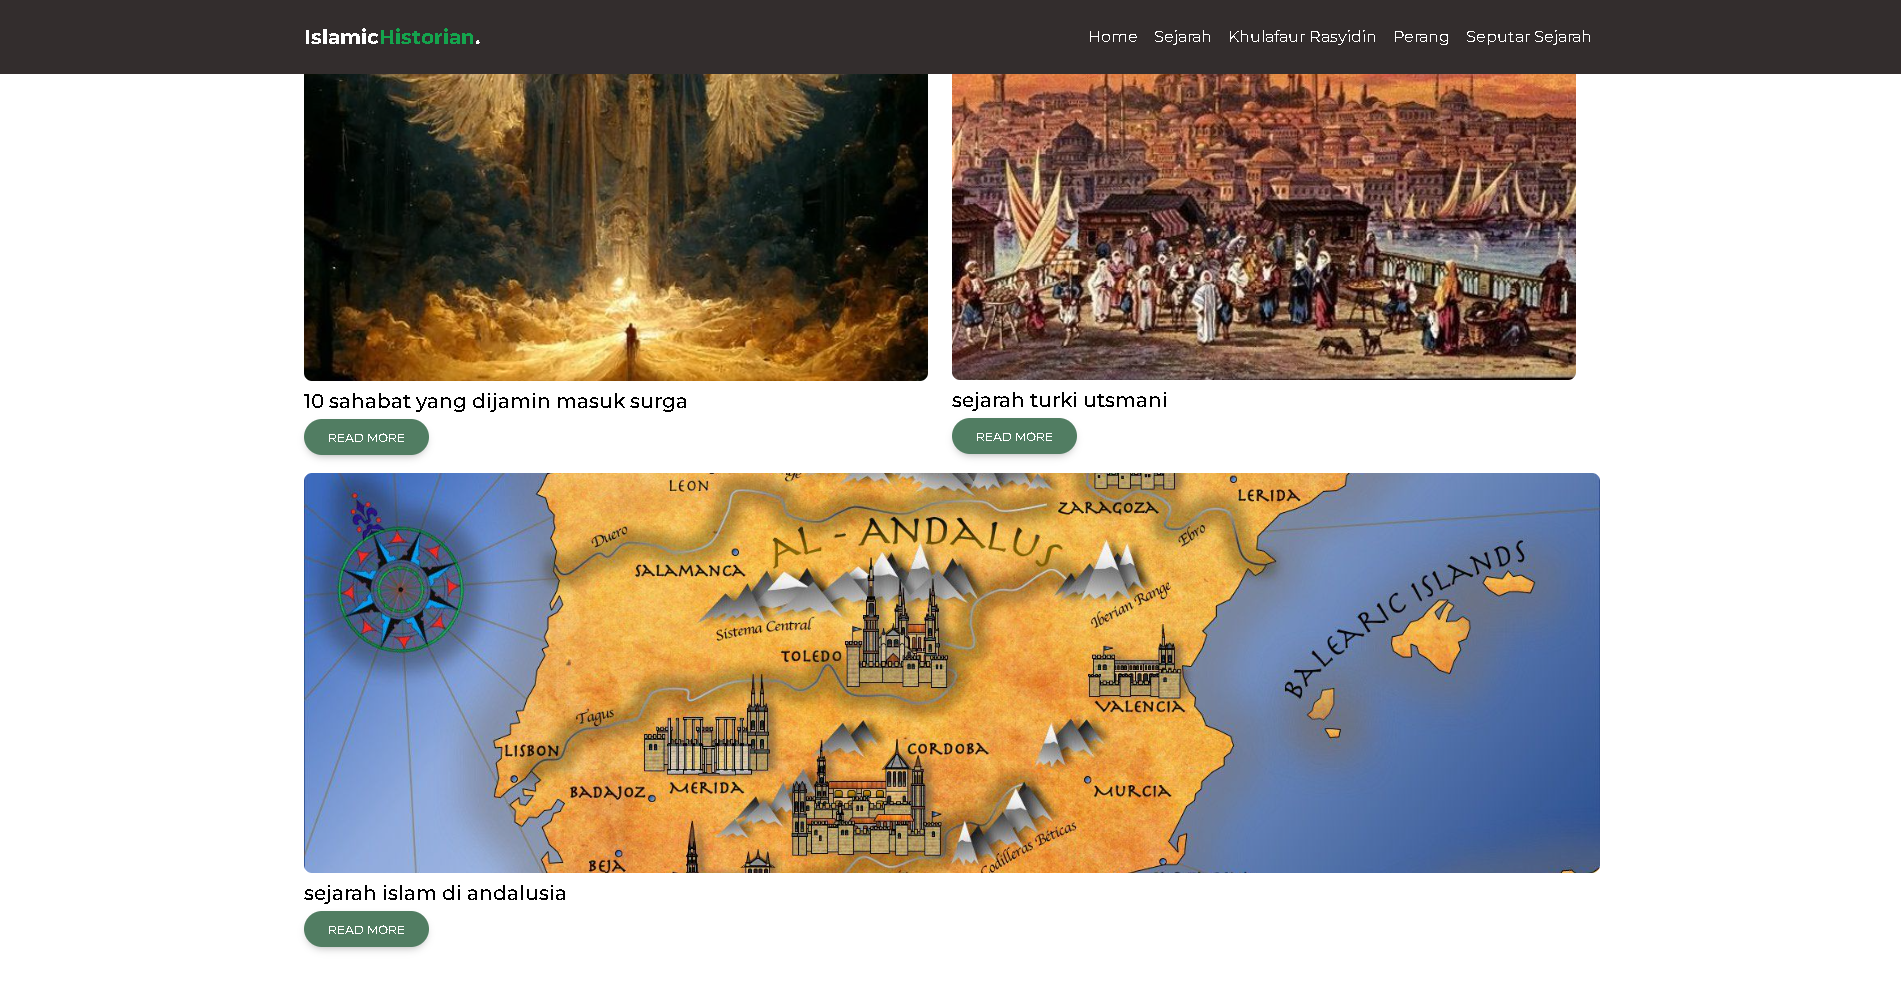 IslamicHistorian.
Home Sejarah Khulafaur Rasyidin Perang Seputar Sejarah
10 sahabat yang dijamin masuk surga
READ MORE
sejarah turki utsmani
READ MORE
LEON
ZARAGOZA
LERIDA
Duero
AL-ANDALUS
Ebro
SALAMANCA
BALEARIC ISLANDS
Iberian Range
Sistema Central
TOLEDO
VALENCIA
Tagus
LISBON
CORDOBA
BADAJOZ
MERIDA
MURCIA
Codilleras Béticas
BEJA
sejarah islam di andalusia
READ MORE